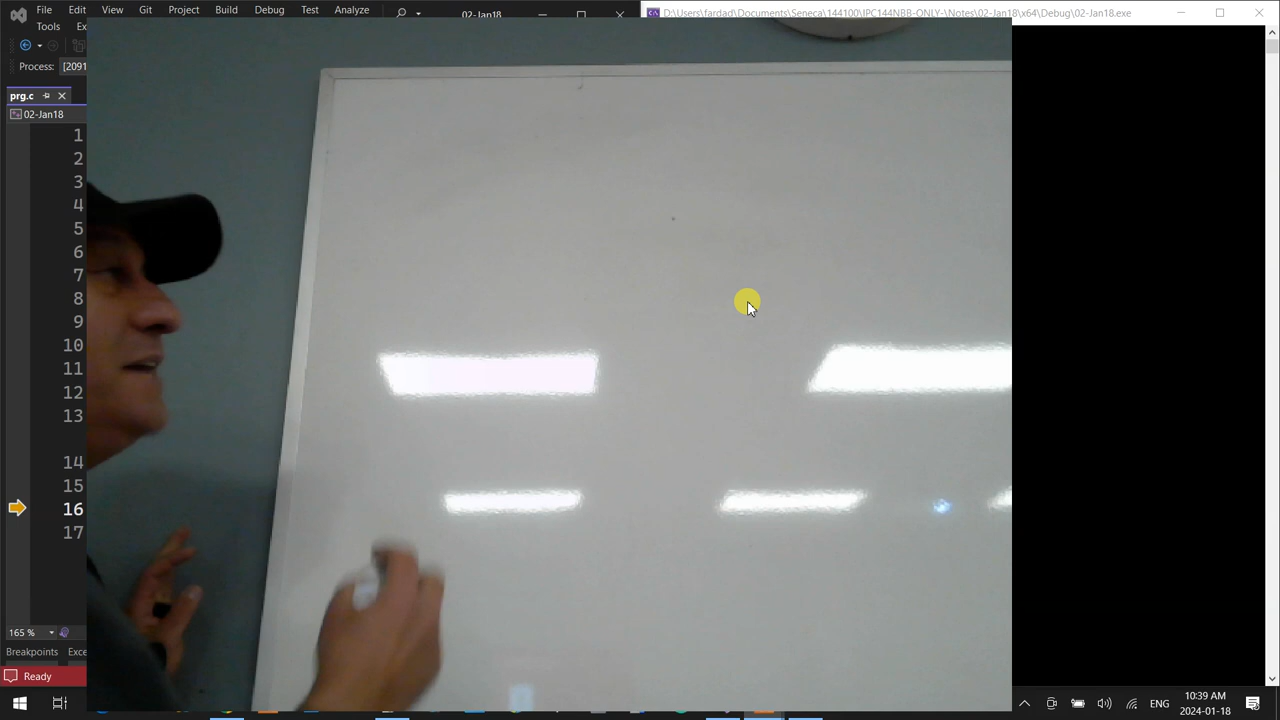 File Edit View Git Project Build Debug Test Analyze 02-Jan18
D:\Users\fardad\Documents\Seneca\144100\IPC144NBB-ONLY-\Notes\02-Jan18\x64\Debug\02-Jan18.exe
Tools
Process: [2091
prg.c
02-Jan18
1
2
3
4
5
6
7
8
9
10
11
12
13
14
15
16
17
165 %
Breakpoints Exce
Ready
ENG
10:39 AM
2024-01-18